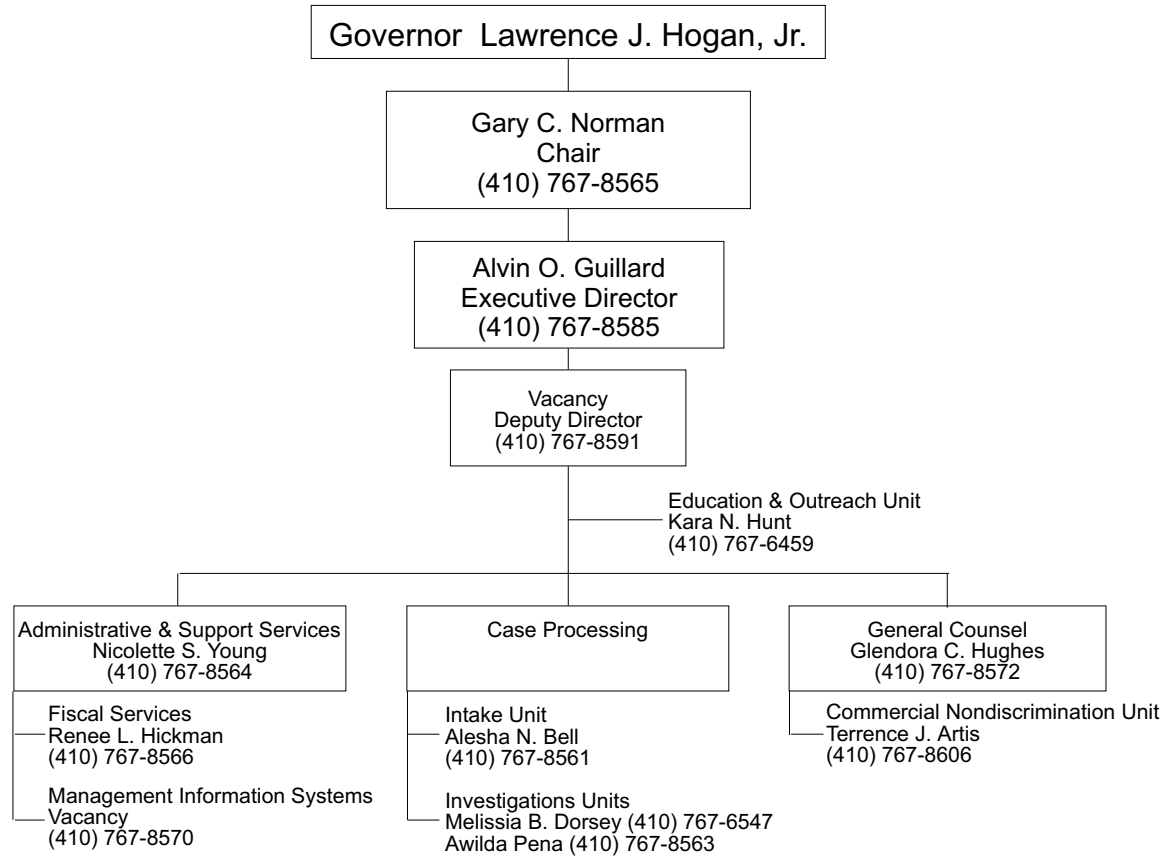 Governor Lawrence J. Hogan, Jr.
Gary C. Norman
Chair
(410) 767-8565
Alvin O. Guillard
Executive Director
(410) 767-8585
Vacancy
Deputy Director
(410) 767-8591
Education & Outreach Unit
Kara N. Hunt
(410) 767-6459
Administrative & Support Services
Nicolette S. Young
(410) 767-8564
Fiscal Services
Renee L. Hickman
(410) 767-8566
Management Information Systems
Vacancy
(410) 767-8570
Case Processing
Intake Unit
Alesha N. Bell
(410) 767-8561
Investigations Units
Melissia B. Dorsey (410) 767-6547
Awilda Pena (410) 767-8563
General Counsel
Glendora C. Hughes
(410) 767-8572
Commercial Nondiscrimination Unit
Terrence J. Artis
(410) 767-8606